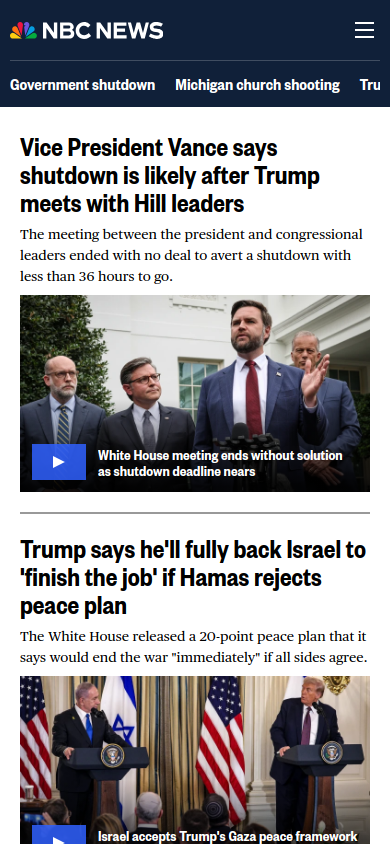 NBC NEWS
Government shutdown Michigan church shooting Tru
Vice President Vance says
shutdown is likely after Trump
meets with Hill leaders
The meeting between the president and congressional
leaders ended with no deal to avert a shutdown with
less than 36 hours to go.
White House meeting ends without solution
as shutdown deadline nears
Trump says he'll fully back Israel to
'finish the job' if Hamas rejects
peace plan
The White House released a 20-point peace plan that it
says would end the war "immediately" if all sides agree.
Israel accepts Trump's Gaza peace framework